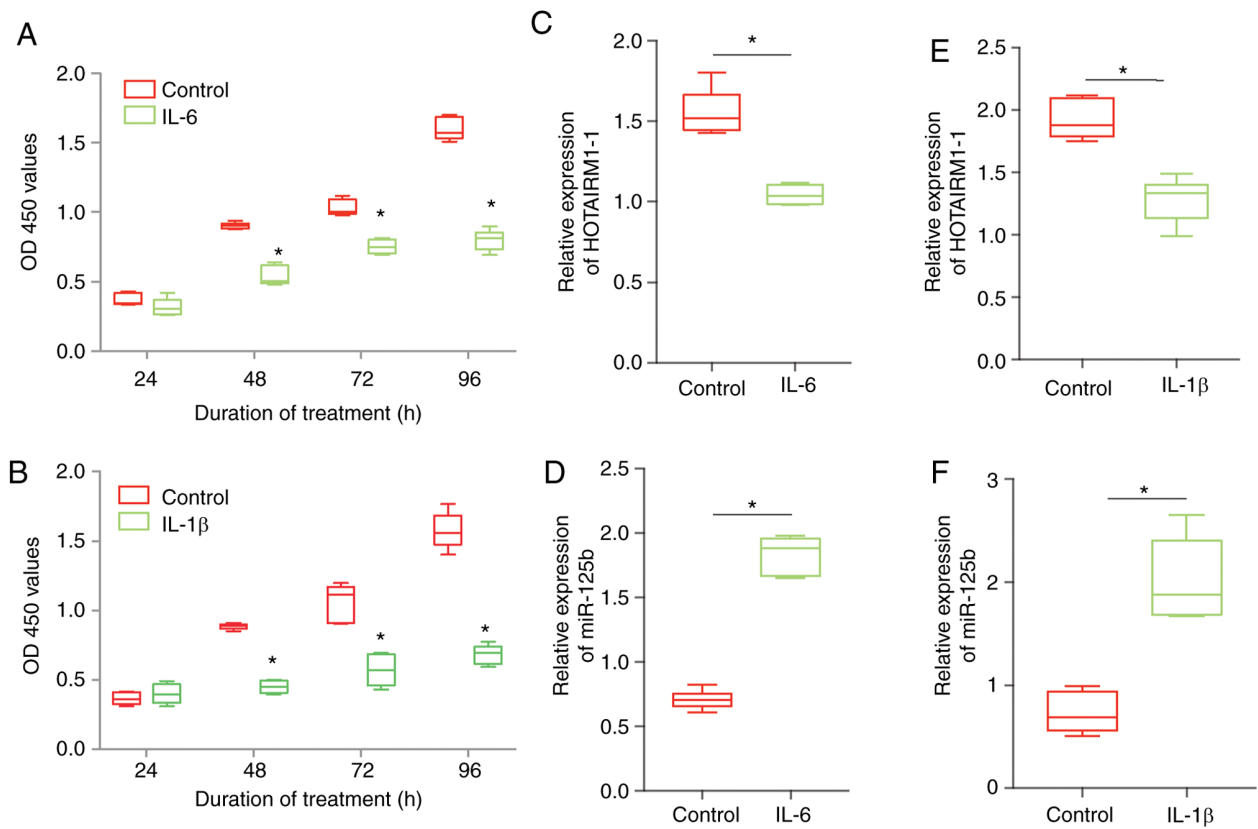 A
2.0
1.5
1.0
0.5
0.0
OD 450 values
Control
IL-6
*
*
*
24 48 72 96
Duration of treatment (h)
B
2.0
1.5
1.0
0.5
0.0
OD 450 values
Control
IL-1β
*
*
*
24 48 72 96
Duration of treatment (h)
C
2.0
1.5
1.0
0.5
0.0
Relative expression
of HOTAIRM1-1
*
Control IL-6
D
2.5
2.0
1.5
1.0
0.5
0.0
Relative expression
of miR-125b
*
Control IL-6
E
2.5
2.0
1.5
1.0
0.5
0.0
Relative expression
of HOTAIRM1-1
*
Control IL-1β
F
3
2
1
0
Relative expression
of miR-125b
*
Control IL-1β